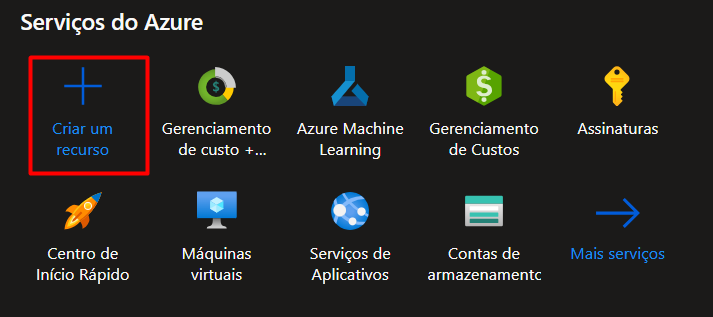 Serviços do Azure
Criar um
recurso
Gerenciamento
de custo +...
Azure Machine
Learning
Gerenciamento
de Custos
Assinaturas
Centro de
Início Rápido
Máquinas
virtuais
Serviços de
Aplicativos
Contas de
armazenamento
Mais serviços